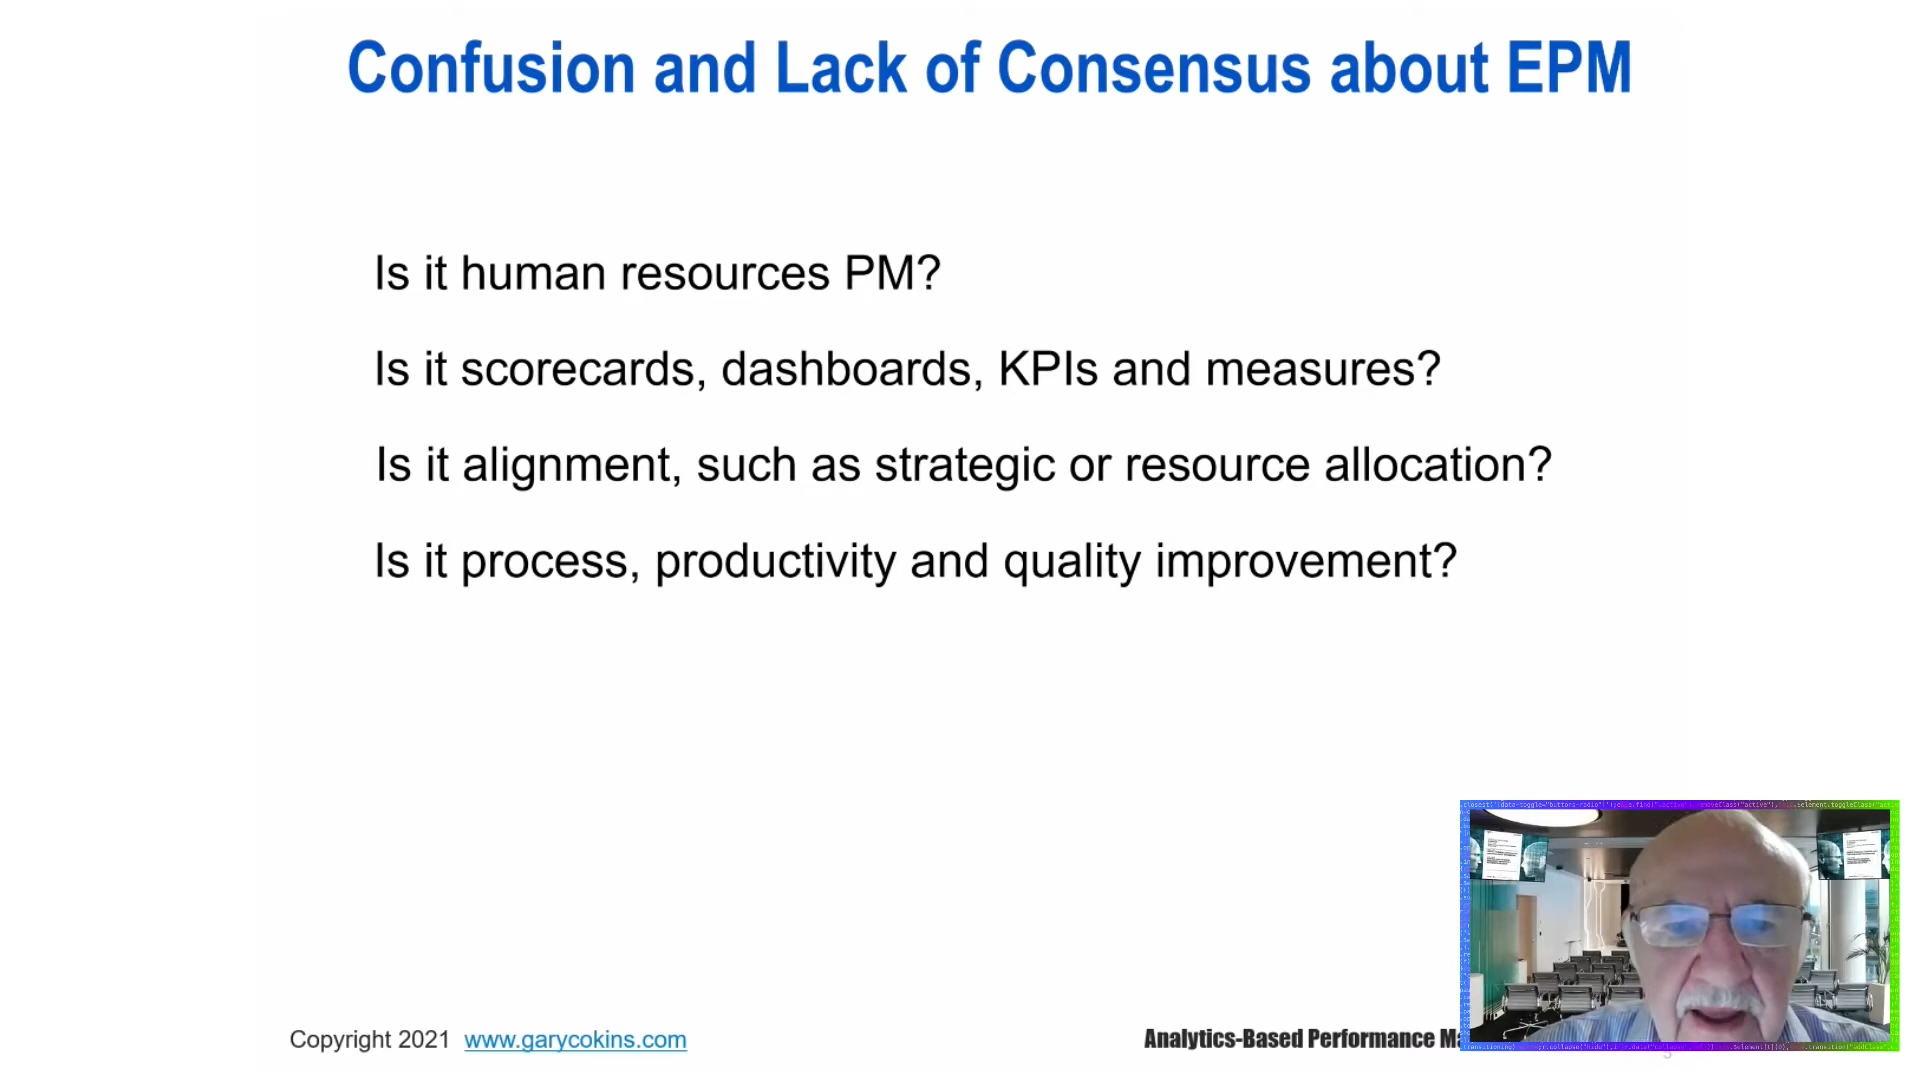 Confusion and Lack of Consensus about EPM
Is it human resources PM?
Is it scorecards, dashboards, KPIs and measures?
Is it alignment, such as strategic or resource allocation?
Is it process, productivity and quality improvement?
Copyright 2021 www.garycokins.com
Analytics-Based Performance